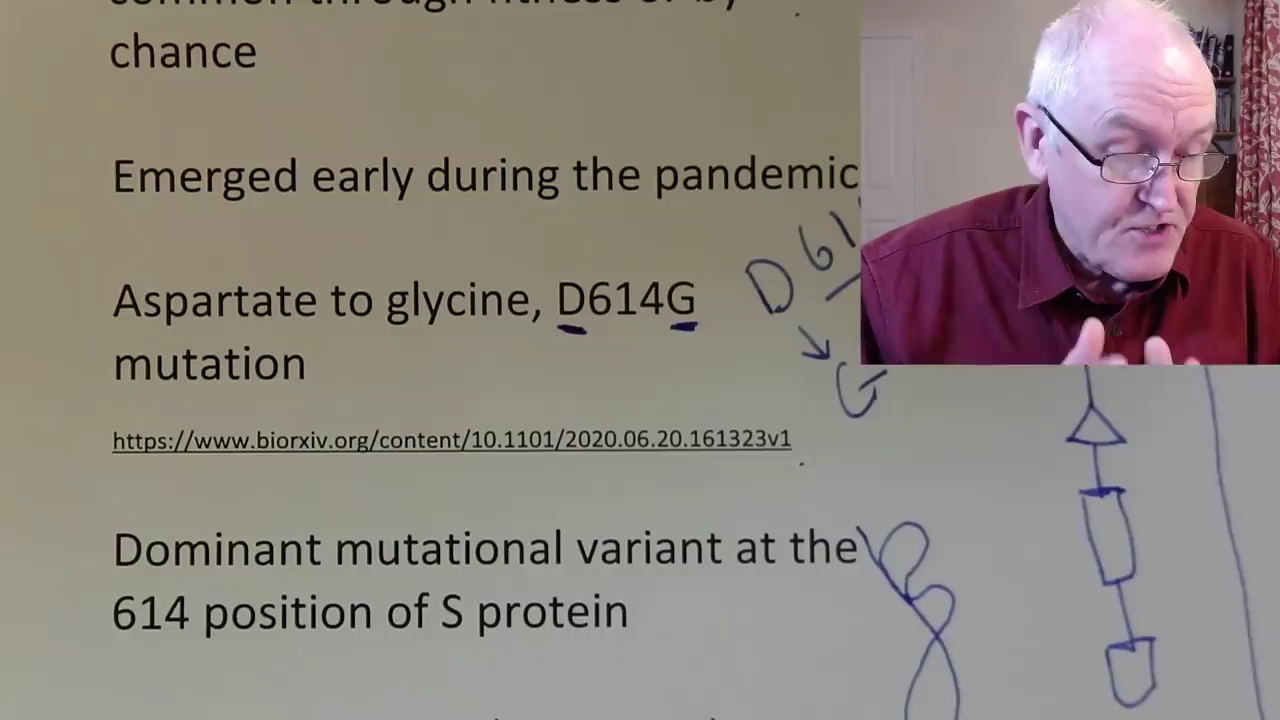 chance
Emerged early during the pandemic
Aspartate to glycine, D614G
mutation
https://www.biorxiv.org/content/10.1101/2020.06.20.161323v1
Dominant mutational variant at the
614 position of S protein
D 61
G